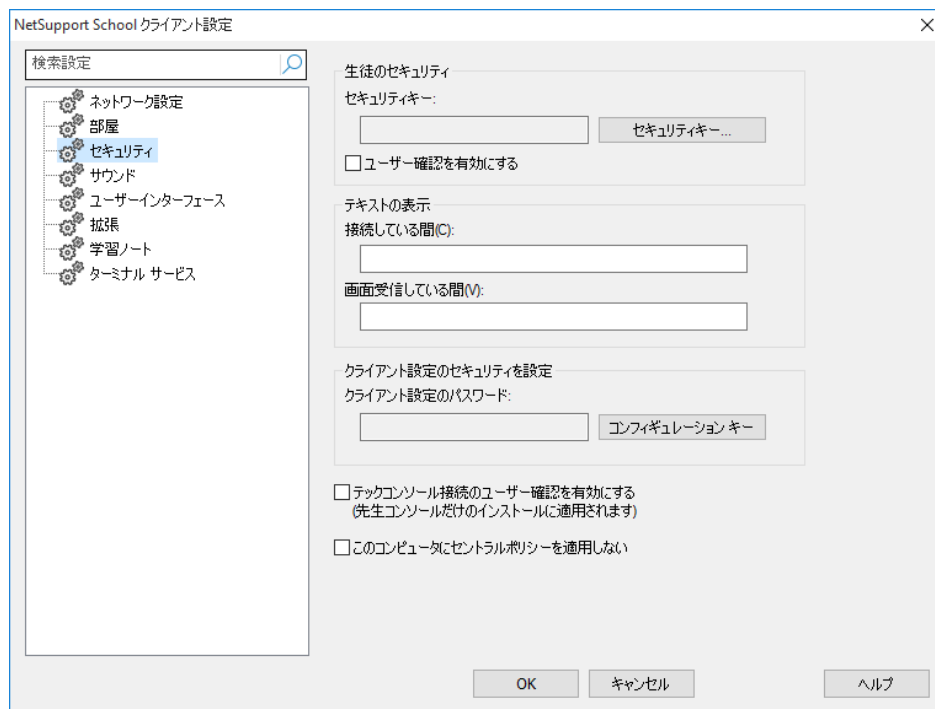 NetSupport School クライアント設定
検索設定
ネットワーク設定
部屋
セキュリティ
サウンド
ユーザーインターフェース
拡張
学習ノート
ターミナル サービス
生徒のセキュリティ
セキュリティキー:
セキュリティキー...
ユーザー確認を有効にする
テキストの表示
接続している間(C):
画面受信している間(V):
クライアント設定のセキュリティを設定
クライアント設定のパスワード:
コンフィギュレーション キー
テックコンソール接続のユーザー確認を有効にする
(先生コンソールだけのインストールに適用されます)
このコンピュータにセントラルポリシーを適用しない
OK
キャンセル
ヘルプ